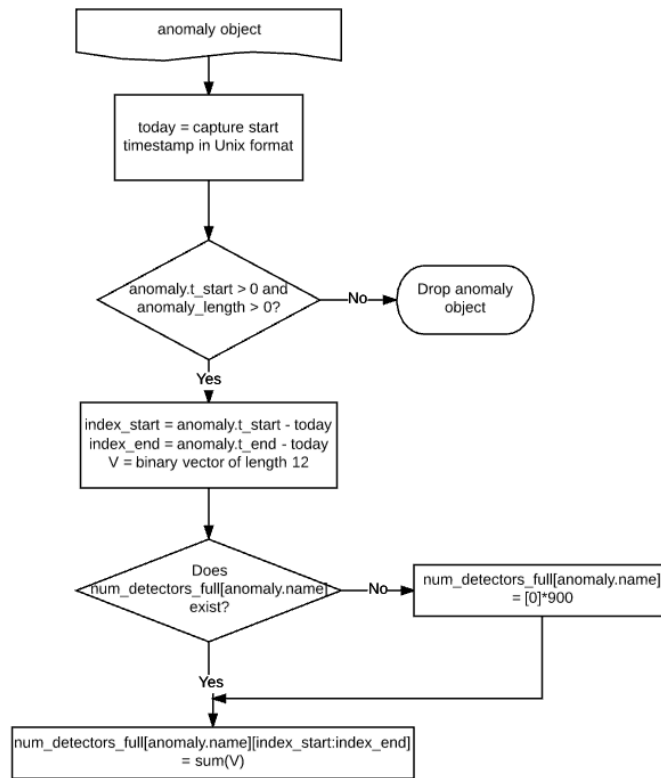 anomaly object
today = capture start
timestamp in Unix format
anomaly.t_start > 0 and
anomaly_length > 0?
No
Drop anomaly
object
Yes
index_start = anomaly.t_start - today
index_end = anomaly.t_end - today
V = binary vector of length 12
Does
num_detectors_full[anomaly.name]
exist?
No
num_detectors_full[anomaly.name]
= [0]*900
Yes
num_detectors_full[anomaly.name][index_start:index_end]
= sum(V)